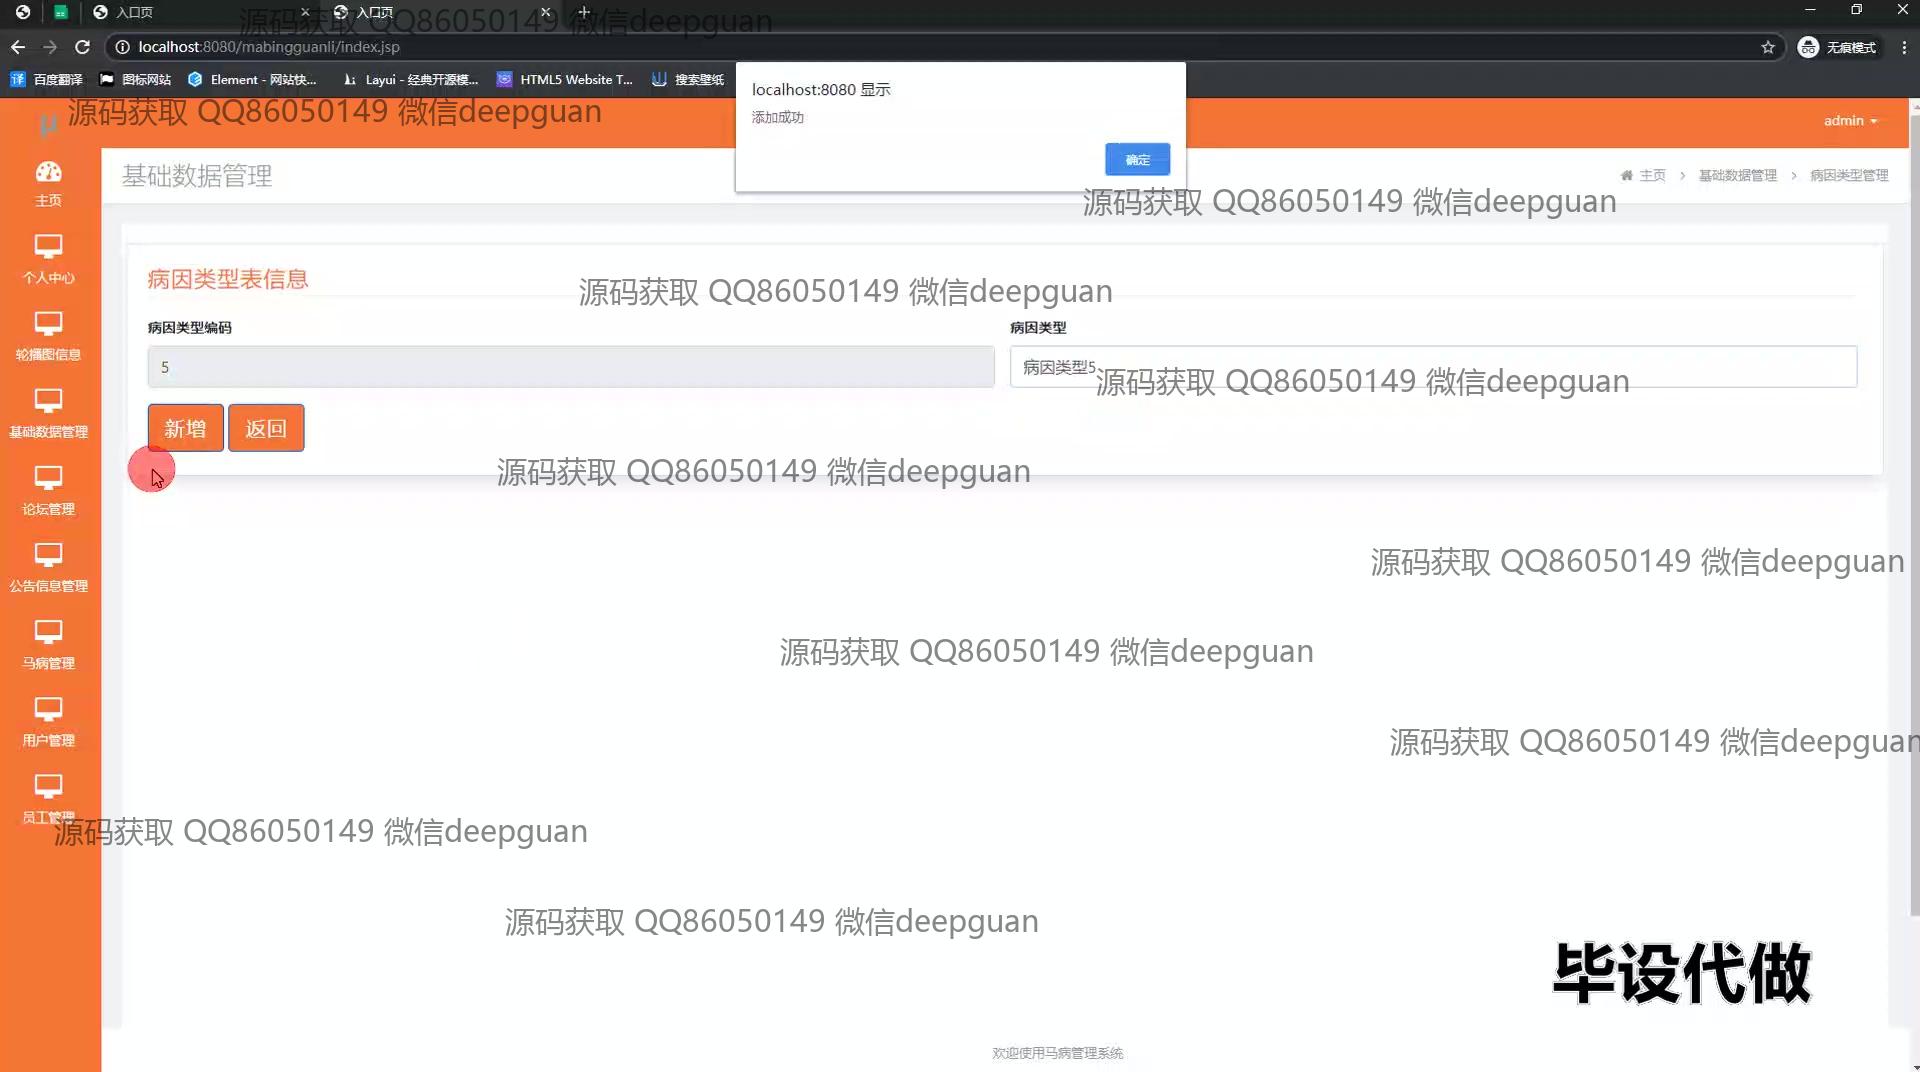 入口页
入口页
源码获取 QQ86050149 微信deepguan
localhost:8080/mabingguanli/index.jsp
无痕模式
百度翻译
图标网站
Element - 网站快...
Layui - 经典开源模...
HTML5 Website T...
搜索壁纸
localhost:8080 显示
添加成功
确定
源码获取 QQ86050149 微信deepguan
admin
基础数据管理
主页 > 基础数据管理 > 病因类型管理
源码获取 QQ86050149 微信deepguan
主页
个人中心
轮播图信息
基础数据管理
论坛管理
公告信息管理
马病管理
用户管理
员工管理
病因类型表信息
源码获取 QQ86050149 微信deepguan
病因类型编码
病因类型
5
病因类型5
源码获取 QQ86050149 微信deepguan
新增
返回
源码获取 QQ86050149 微信deepguan
源码获取 QQ86050149 微信deepguan
源码获取 QQ86050149 微信deepguan
源码获取 QQ86050149 微信deepguan
源码获取 QQ86050149 微信deepguan
源码获取 QQ86050149 微信deepguan
毕设代做
欢迎使用马病管理系统